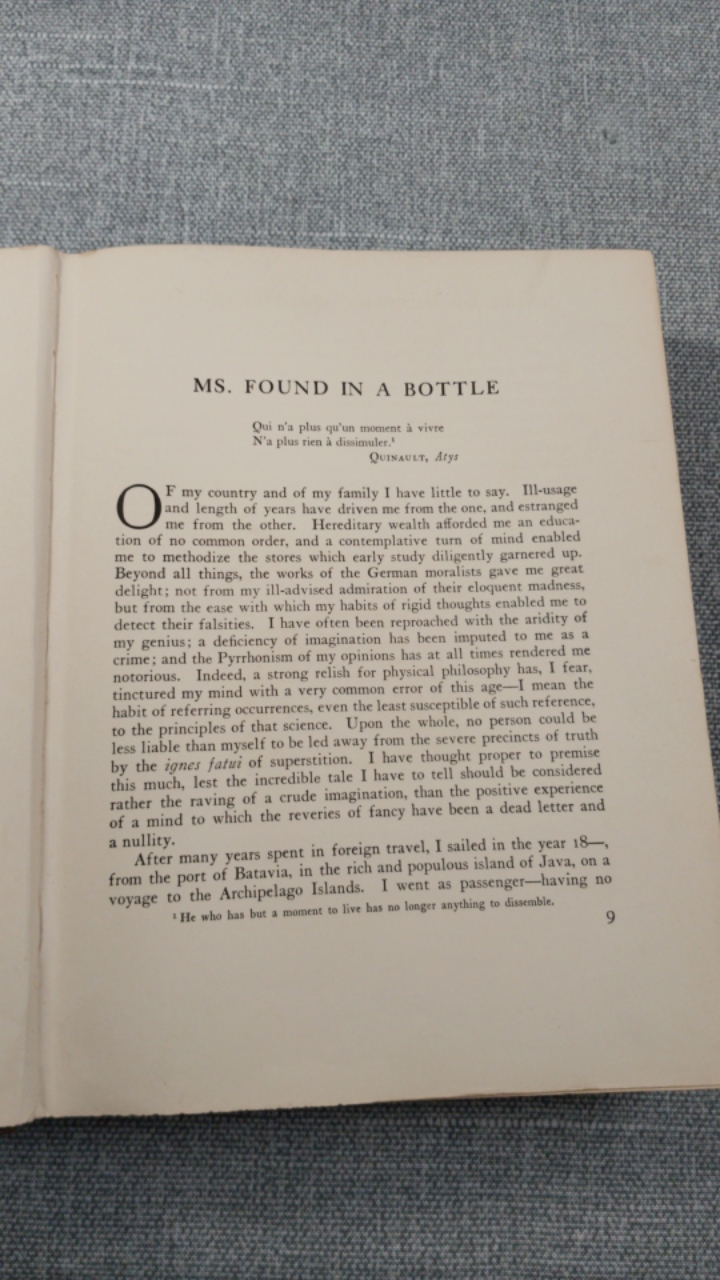 MS. FOUND IN A BOTTLE
Qui n'a plus qu'un moment à vivre
N'a plus rien à dissimuler.¹
QUINAULT, Atys
OF my country and of my family I have little to say. Ill-usage
and length of years have driven me from the one, and estranged
me from the other. Hereditary wealth afforded me an educa-
tion of no common order, and a contemplative turn of mind enabled
me to methodize the stores which early study diligently garnered up.
Beyond all things, the works of the German moralists gave me great
delight; not from my ill-advised admiration of their eloquent madness,
but from the ease with which my habits of rigid thoughts enabled me to
detect their falsities. I have often been reproached with the aridity of
my genius; a deficiency of imagination has been imputed to me as a
crime; and the Pyrrhonism of my opinions has at all times rendered me
notorious. Indeed, a strong relish for physical philosophy has, I fear,
tinctured my mind with a very common error of this age—I mean the
habit of referring occurrences, even the least susceptible of such reference,
to the principles of that science. Upon the whole, no person could be
less liable than myself to be led away from the severe precincts of truth
by the ignes fatui of superstition. I have thought proper to premise
this much, lest the incredible tale I have to tell should be considered
rather the raving of a crude imagination, than the positive experience
of a mind to which the reveries of fancy have been a dead letter and
a nullity.
After many years spent in foreign travel, I sailed in the year 18—,
from the port of Batavia, in the rich and populous island of Java, on a
voyage to the Archipelago Islands. I went as passenger—having no
¹ He who has but a moment to live has no longer anything to dissemble.
9